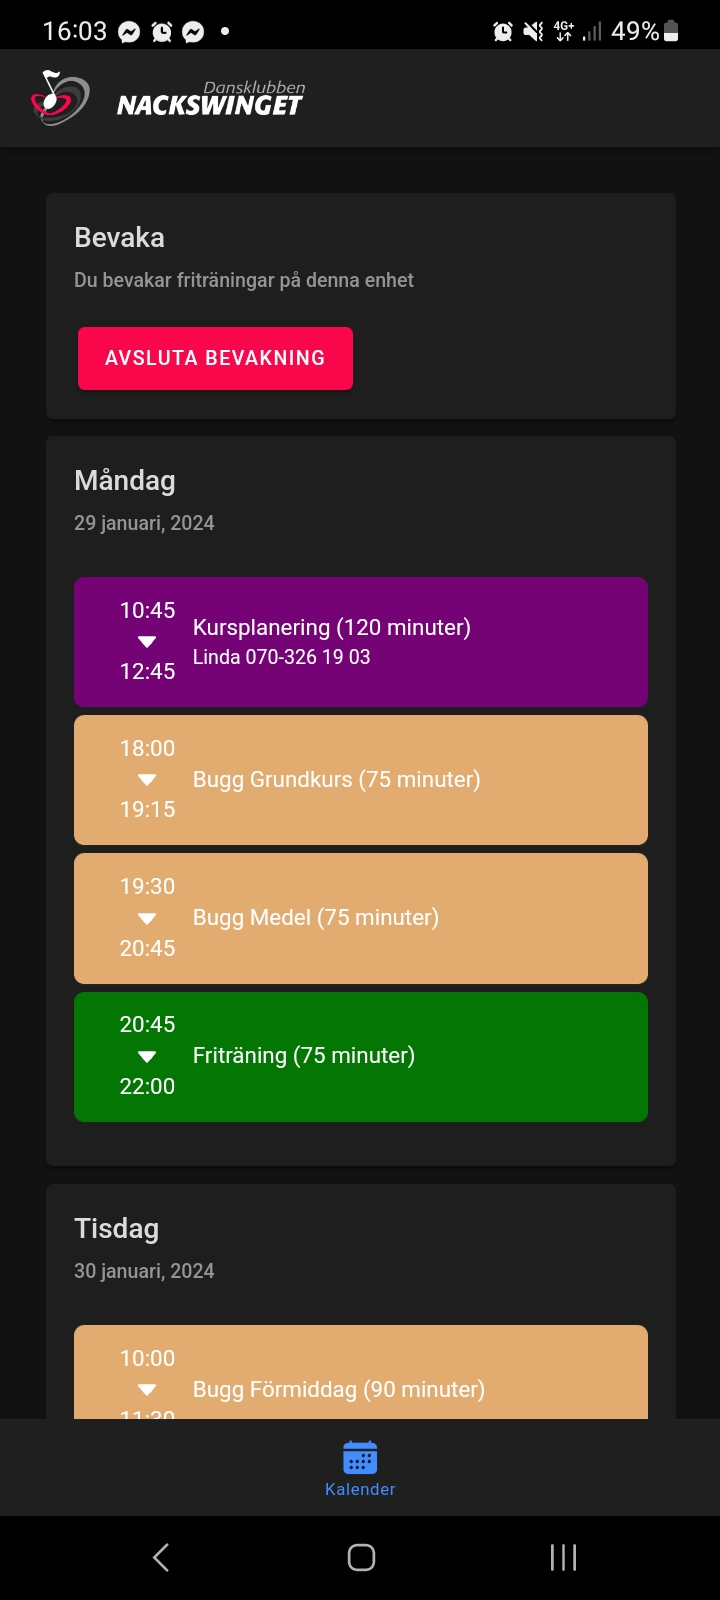 16:03 4G+ 49%
Dansklubben
NACKSWINGET
Bevaka
Du bevakar friträningar på denna enhet
AVSLUTA BEVAKNING
Måndag
29 januari, 2024
10:45
Kursplanering (120 minuter)
Linda 070-326 19 03
12:45
18:00
Bugg Grundkurs (75 minuter)
19:15
19:30
Bugg Medel (75 minuter)
20:45
20:45
Friträning (75 minuter)
22:00
Tisdag
30 januari, 2024
10:00
Bugg Förmiddag (90 minuter)
11:30
Kalender